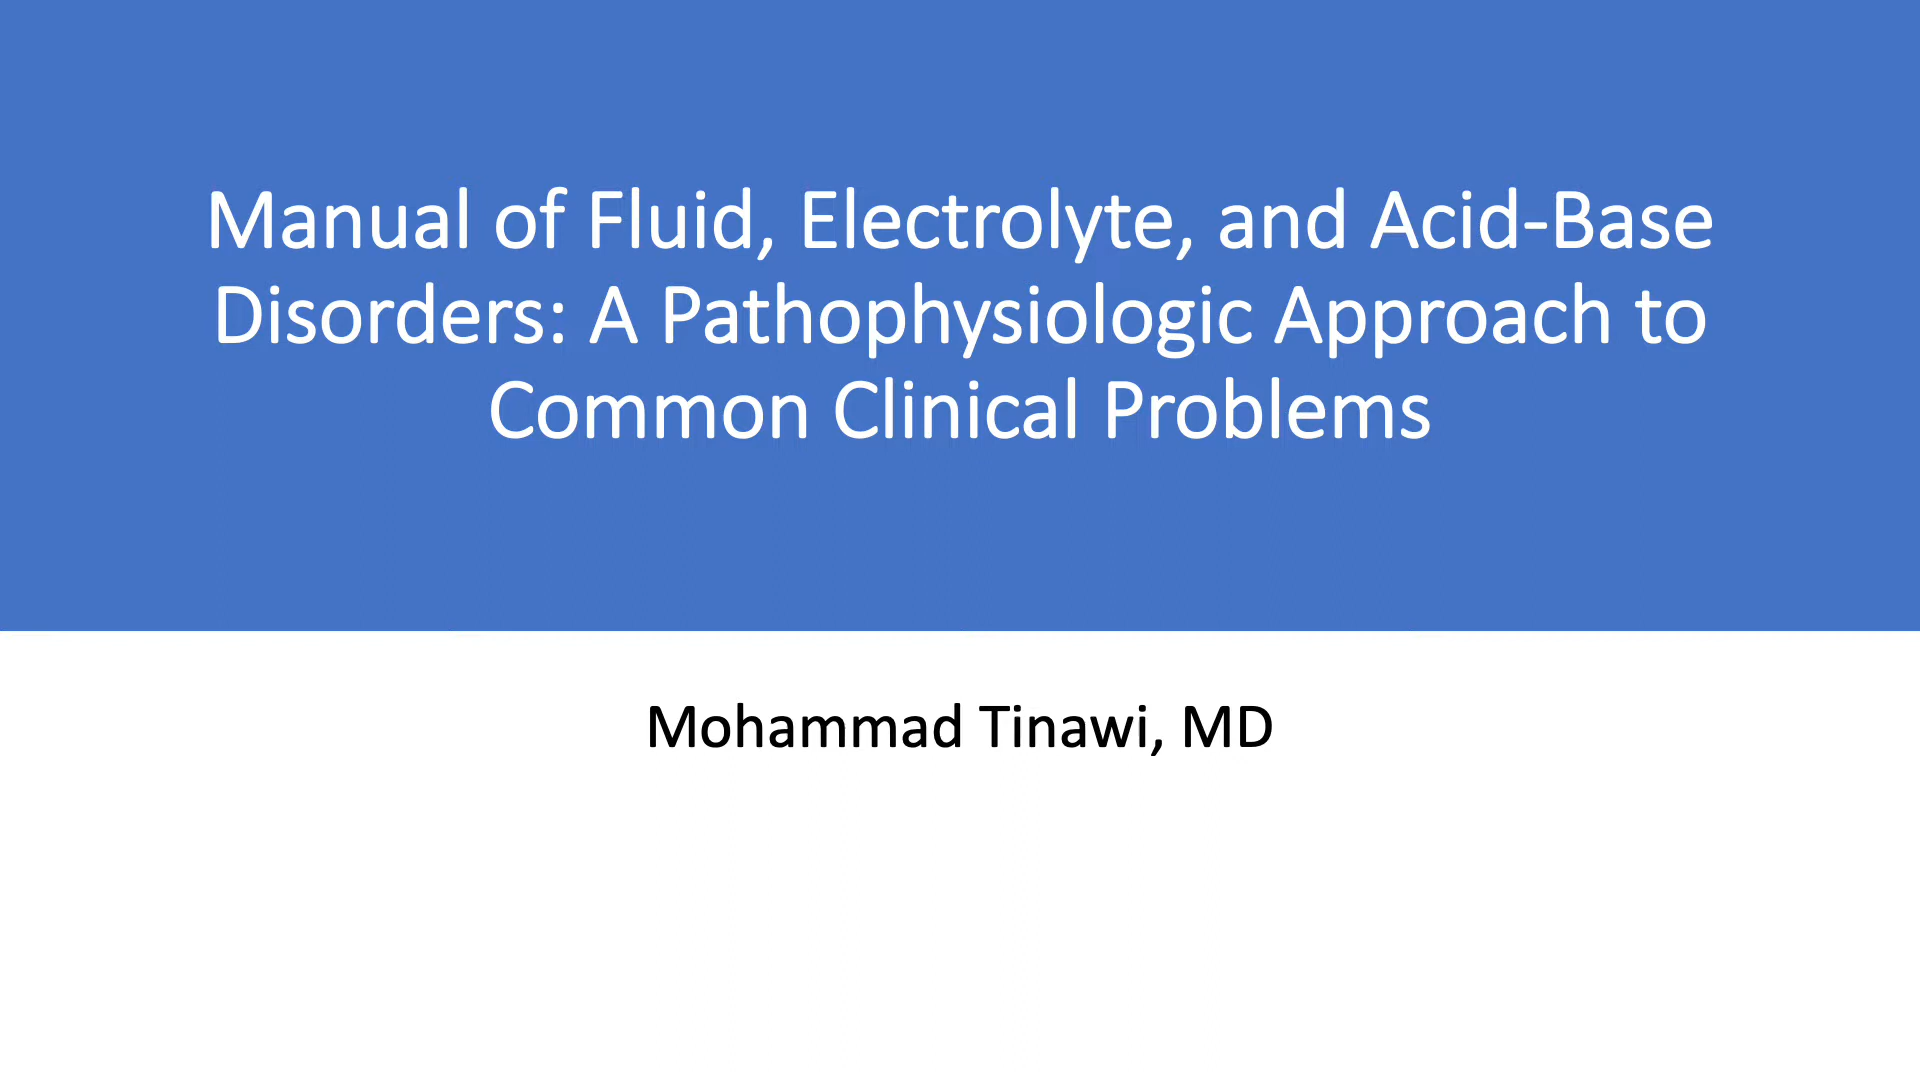 Manual of Fluid, Electrolyte, and Acid-Base
Disorders: A Pathophysiologic Approach to
Common Clinical Problems
Mohammad Tinawi, MD